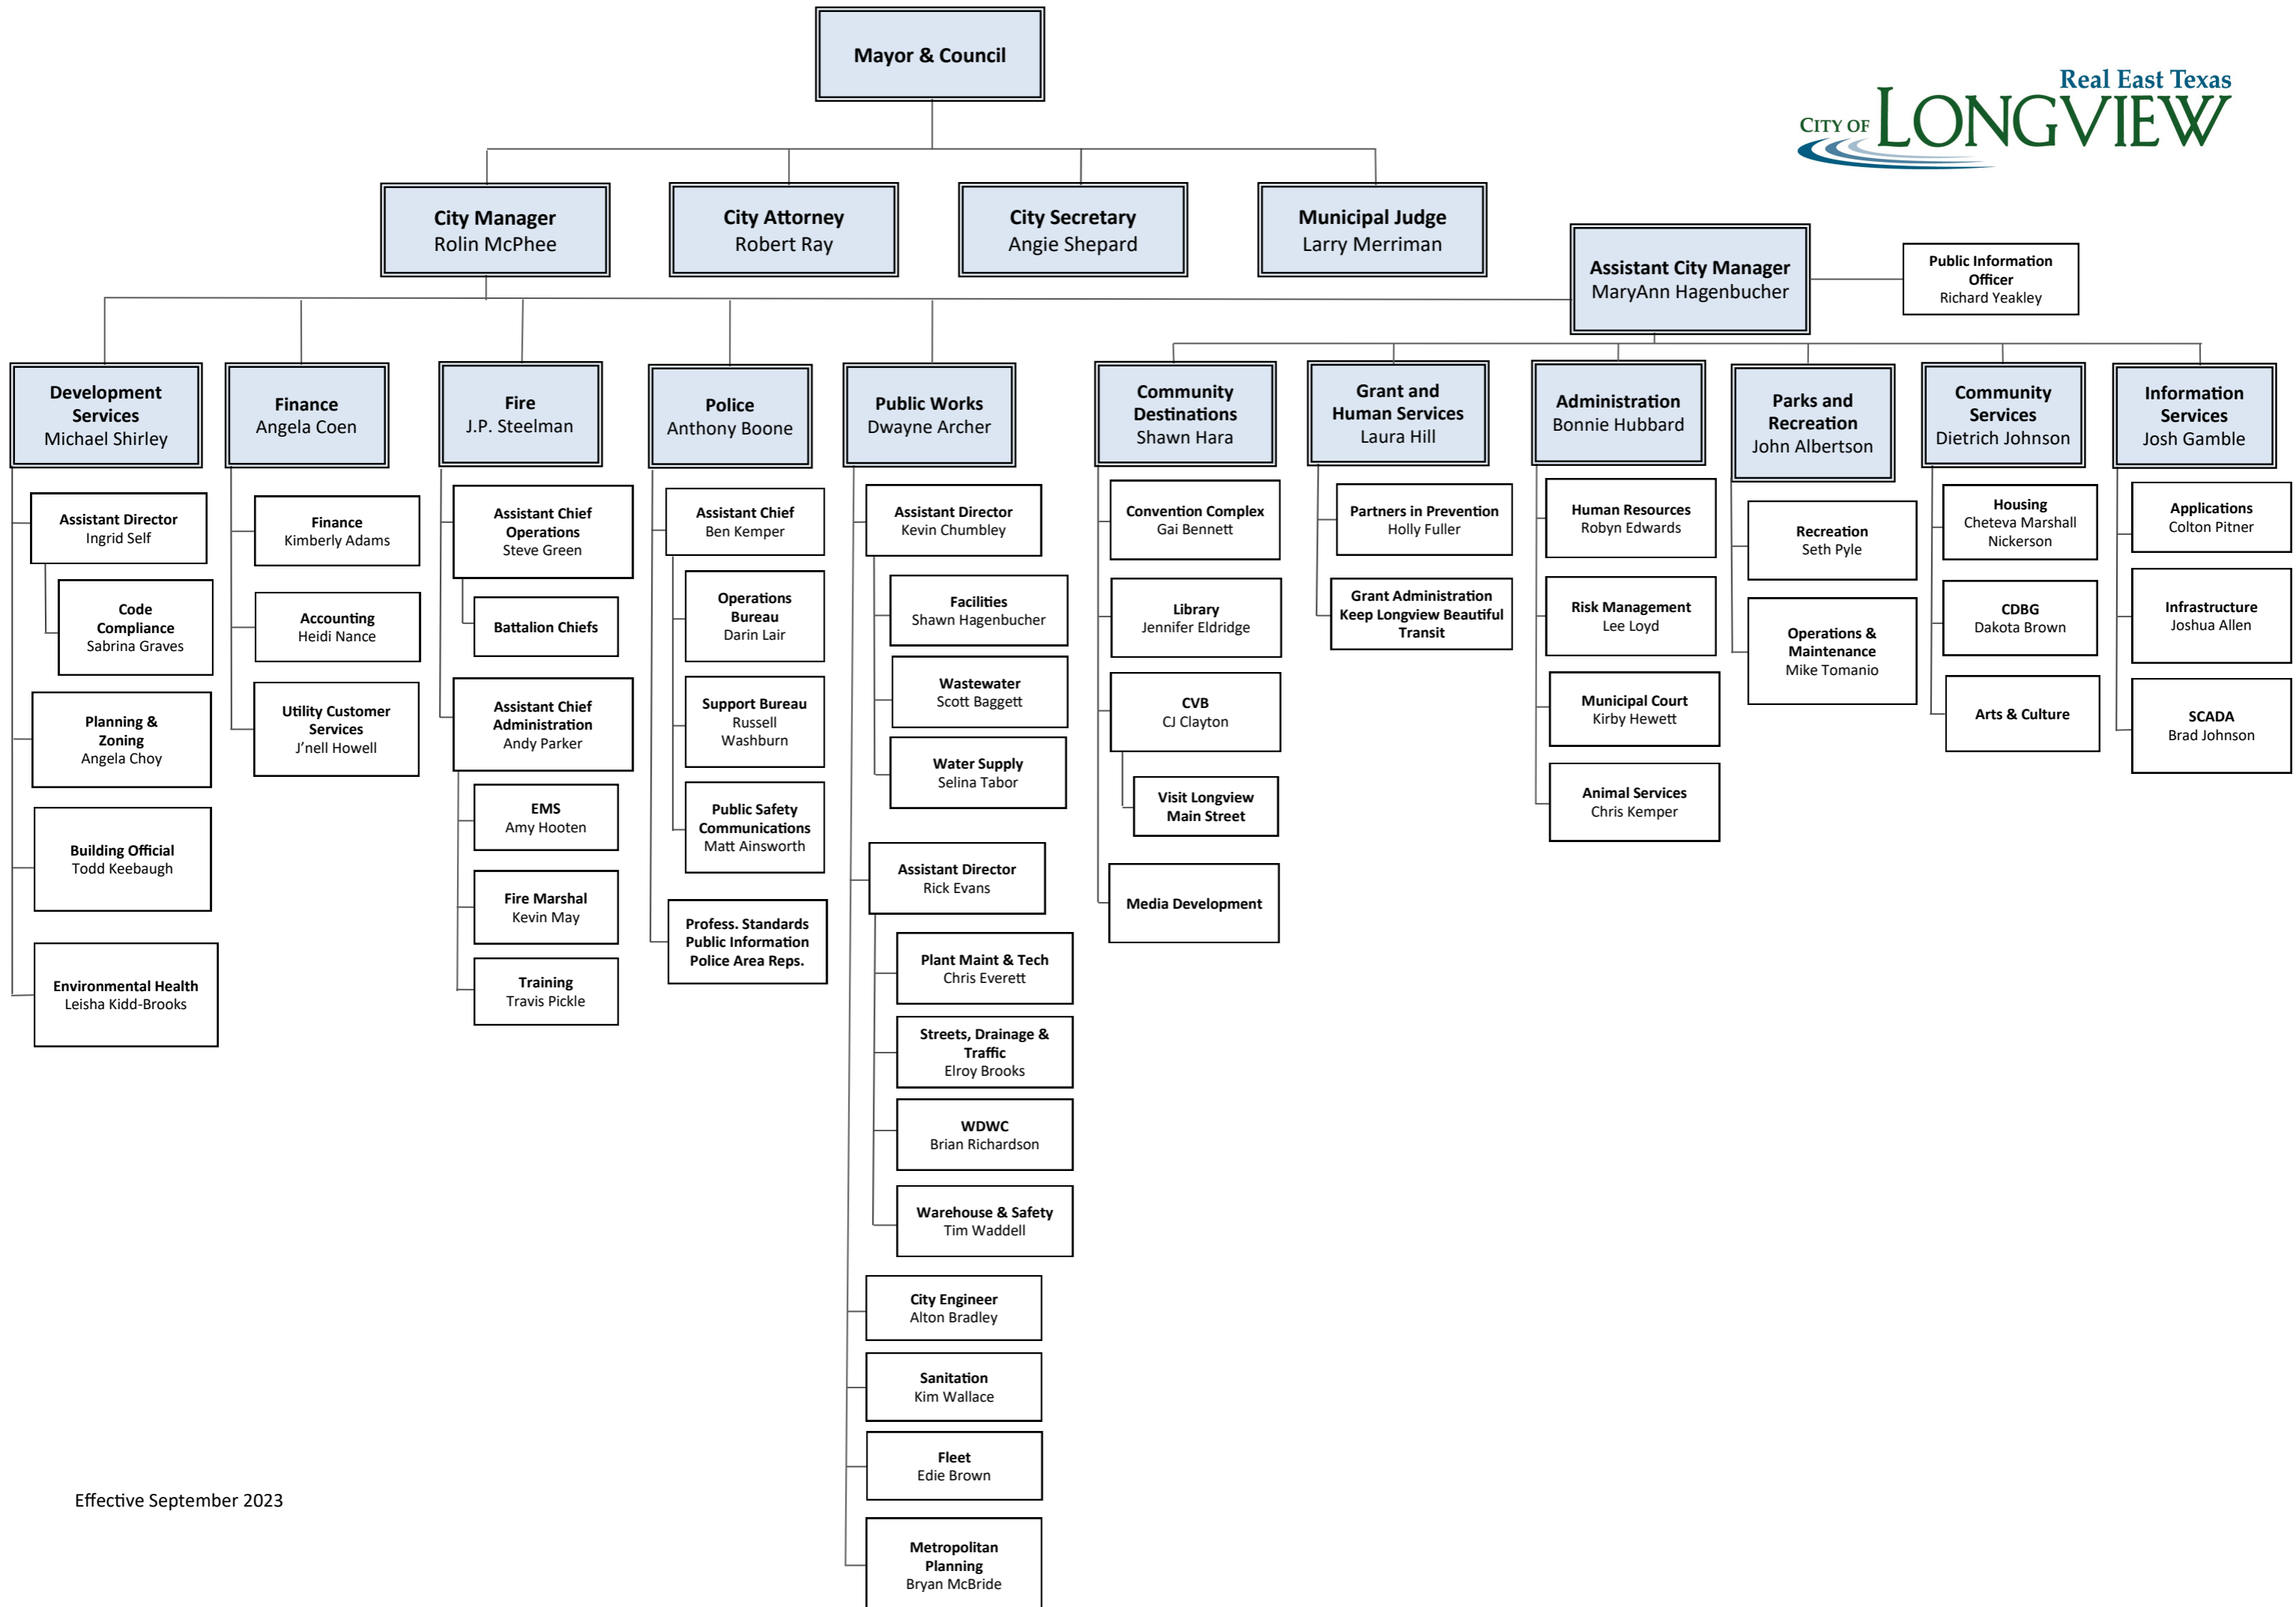 Mayor & Council
Real East Texas
CITY OF LONGVIEW
City Manager
Rolin McPhee
City Attorney
Robert Ray
City Secretary
Angie Shepard
Municipal Judge
Larry Merriman
Assistant City Manager
MaryAnn Hagenbucher
Public Information
Officer
Richard Yeakley
Development
Services
Michael Shirley
Assistant Director
Ingrid Self
Code
Compliance
Sabrina Graves
Planning &
Zoning
Angela Choy
Building Official
Todd Keebaugh
Environmental Health
Leisha Kidd-Brooks
Finance
Angela Coen
Finance
Kimberly Adams
Accounting
Heidi Nance
Utility Customer
Services
J’nell Howell
Fire
J.P. Steelman
Assistant Chief
Operations
Steve Green
Battalion Chiefs
Assistant Chief
Administration
Andy Parker
EMS
Amy Hooten
Fire Marshal
Kevin May
Training
Travis Pickle
Police
Anthony Boone
Assistant Chief
Ben Kemper
Operations
Bureau
Darin Lair
Support Bureau
Russell
Washburn
Public Safety
Communications
Matt Ainsworth
Profess. Standards
Public Information
Police Area Reps.
Public Works
Dwayne Archer
Assistant Director
Kevin Chumbley
Facilities
Shawn Hagenbucher
Wastewater
Scott Baggett
Water Supply
Selina Tabor
Assistant Director
Rick Evans
Plant Maint & Tech
Chris Everett
Streets, Drainage &
Traffic
Elroy Brooks
WDWC
Brian Richardson
Warehouse & Safety
Tim Waddell
City Engineer
Alton Bradley
Sanitation
Kim Wallace
Fleet
Edie Brown
Metropolitan
Planning
Bryan McBride
Community
Destinations
Shawn Hara
Convention Complex
Gai Bennett
Library
Jennifer Eldridge
CVB
CJ Clayton
Visit Longview
Main Street
Media Development
Grant and
Human Services
Laura Hill
Partners in Prevention
Holly Fuller
Grant Administration
Keep Longview Beautiful
Transit
Administration
Bonnie Hubbard
Human Resources
Robyn Edwards
Risk Management
Lee Loyd
Municipal Court
Kirby Hewett
Animal Services
Chris Kemper
Parks and
Recreation
John Albertson
Recreation
Seth Pyle
Operations &
Maintenance
Mike Tomanio
Community
Services
Dietrich Johnson
Housing
Cheteva Marshall
Nickerson
CDBG
Dakota Brown
Arts & Culture
Information
Services
Josh Gamble
Applications
Colton Pitner
Infrastructure
Joshua Allen
SCADA
Brad Johnson
Effective September 2023